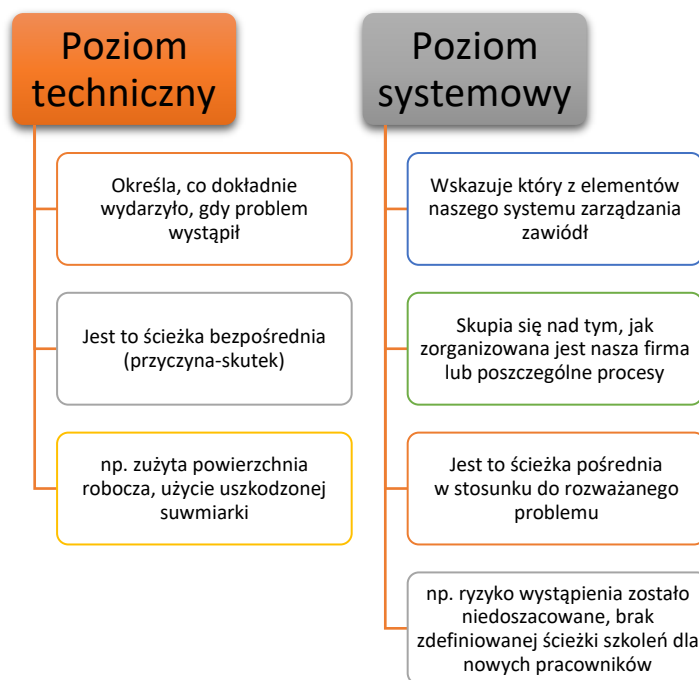 Poziom
techniczny
Określa, co dokładnie
wydarzyło, gdy problem
wystąpił
Jest to ścieżka bezpośrednia
(przyczyna-skutek)
np. zużyta powierzchnia
robocza, użycie uszkodzonej
suwmiarki
Poziom
systemowy
Wskazuje który z elementów
naszego systemu zarządzania
zawiódł
Skupia się nad tym, jak
zorganizowana jest nasza firma
lub poszczególne procesy
Jest to ścieżka pośrednia
w stosunku do rozważanego
problemu
np. ryzyko wystąpienia zostało
niedoszacowane, brak
zdefiniowanej ścieżki szkoleń dla
nowych pracowników